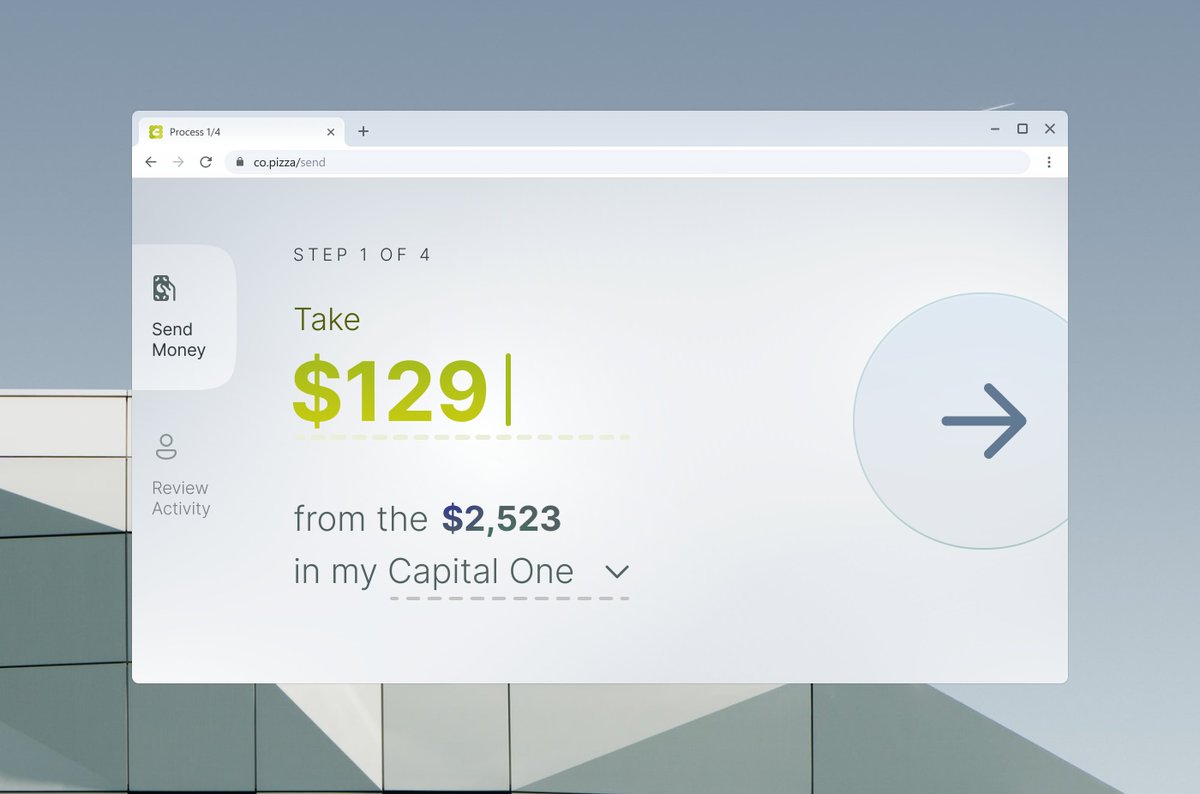 Process 1/4
co.pizza/send
STEP 1 OF 4
Send
Money
Take
$129
Review
Activity
from the $2,523
in my Capital One